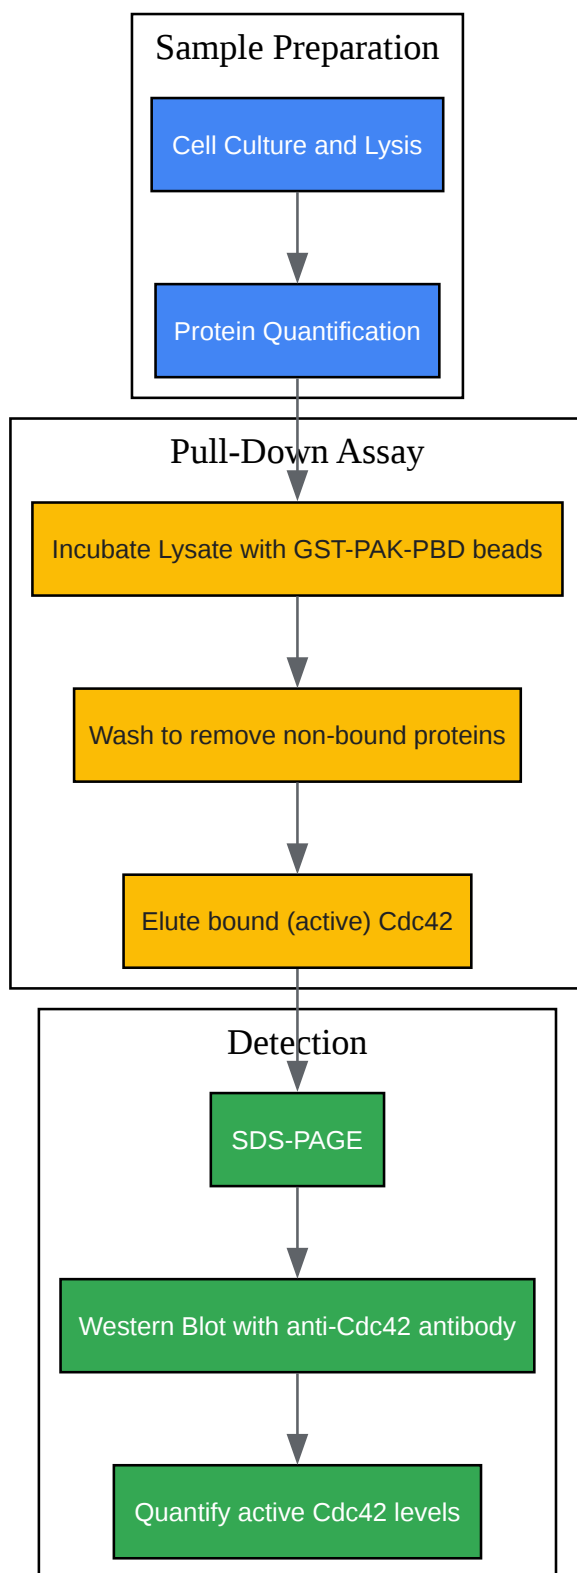 Sample Preparation
Cell Culture and Lysis
Protein Quantification
Pull-Down Assay
Incubate Lysate with GST-PAK-PBD beads
Wash to remove non-bound proteins
Elute bound (active) Cdc42
Detection
SDS-PAGE
Western Blot with anti-Cdc42 antibody
Quantify active Cdc42 levels